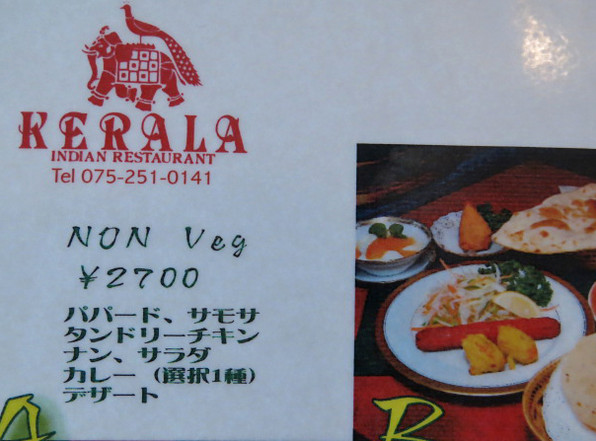 KERALA
INDIAN RESTAURANT
Tel 075-251-0141
NON Veg
¥2700
パパード、サモサ
タンドリーチキン
ナン、サラダ
カレー（選択1種）
デザート
A
B